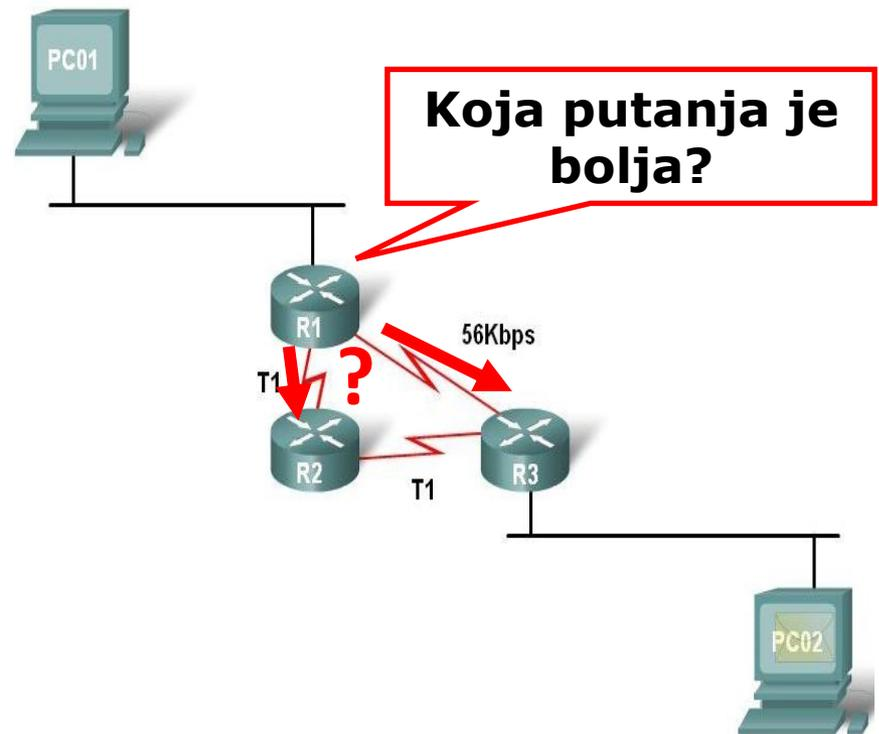 PC01
Koja putanja je
bolja?
R1
56Kbps
T1
?
R2
R3
T1
PC02